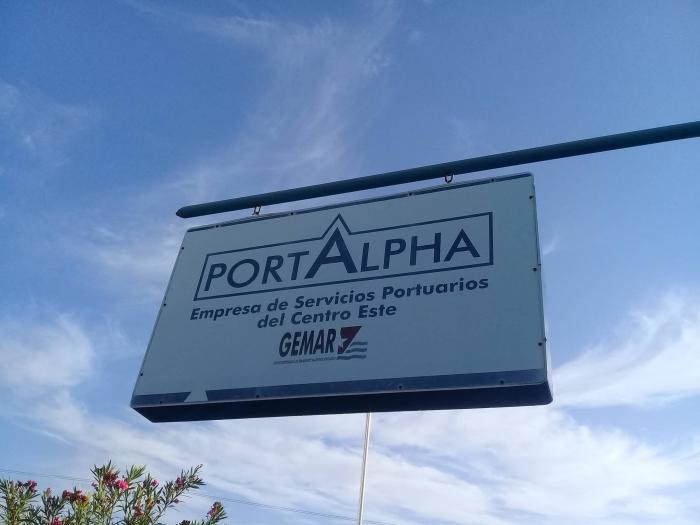 PORTALPHA
Empresa de Servicios Portuarios
del Centro Este
GEMAR